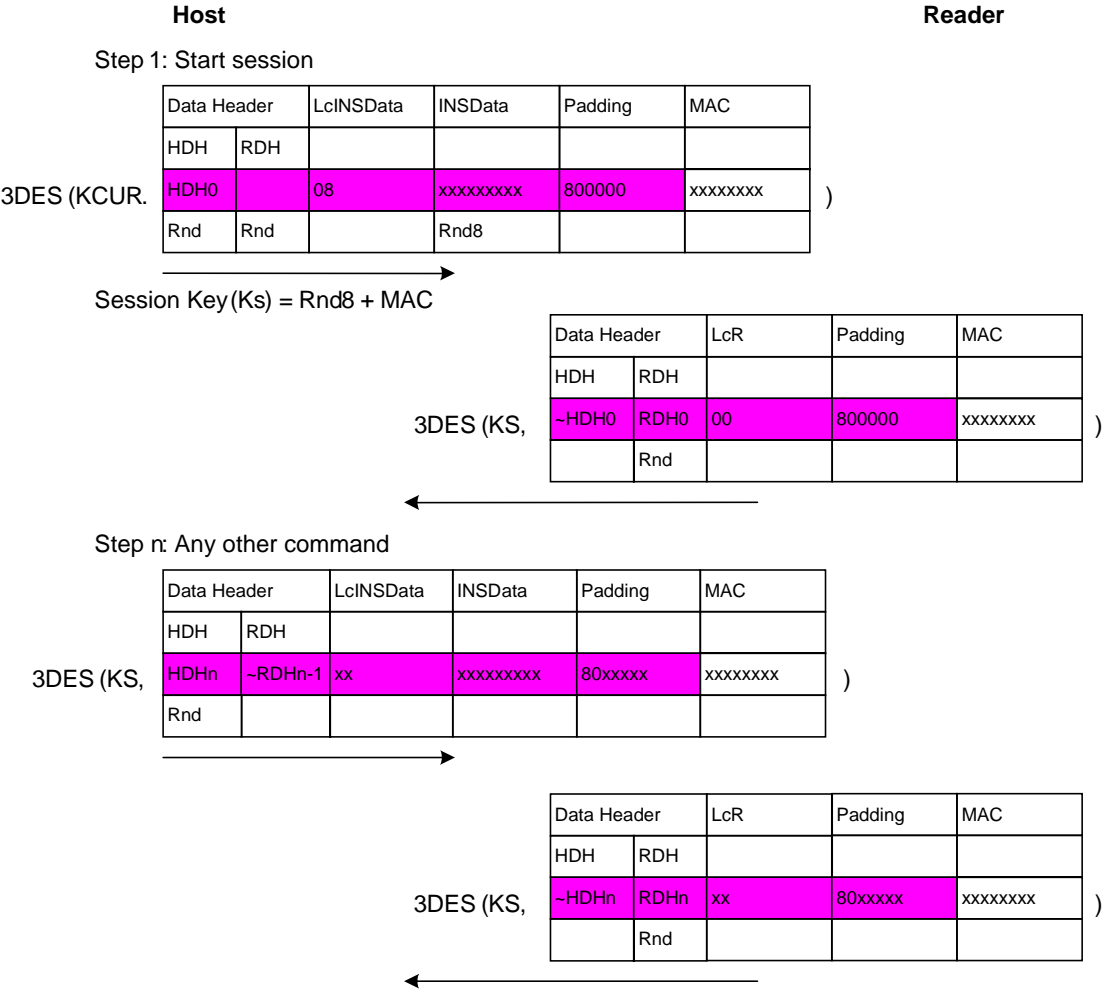 Host Reader
Step 1: Start session
Data Header LcINSData INSData Padding MAC
HDH RDH
3DES (KCUR. HDH0 08 xxxxxxxxx 800000 xxxxxxxx )
Rnd Rnd Rnd8
Session Key(Ks) = Rnd8 + MAC
Data Header LcR Padding MAC
HDH RDH
3DES (KS, ~HDH0 RDH0 00 800000 xxxxxxxx )
Rnd
Step n: Any other command
Data Header LcINSData INSData Padding MAC
HDH RDH
3DES (KS, HDHn ~RDHn-1 xx xxxxxxxxx 80xxxxx xxxxxxxx )
Rnd
Data Header LcR Padding MAC
HDH RDH
3DES (KS, ~HDHn RDHn xx 80xxxxx xxxxxxxx )
Rnd